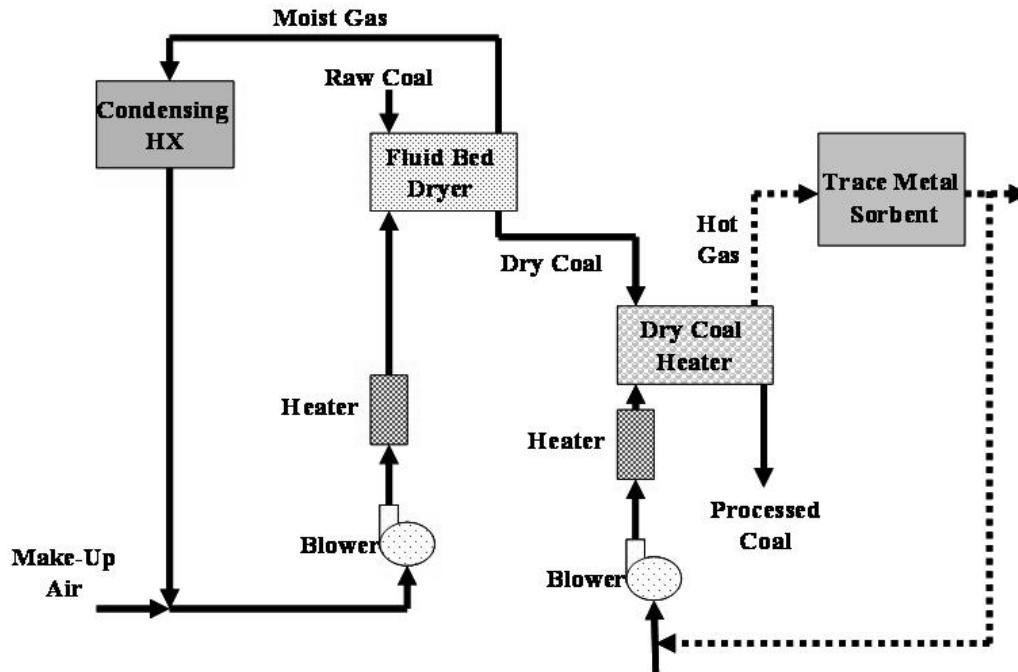 Moist Gas
Raw Coal
Condensing
HX
Fluid Bed
Dryer
Trace Metal
Sorbent
Hot
Gas
Dry Coal
Dry Coal
Heater
Heater
Heater
Processed
Coal
Blower
Make-Up
Air
Blower